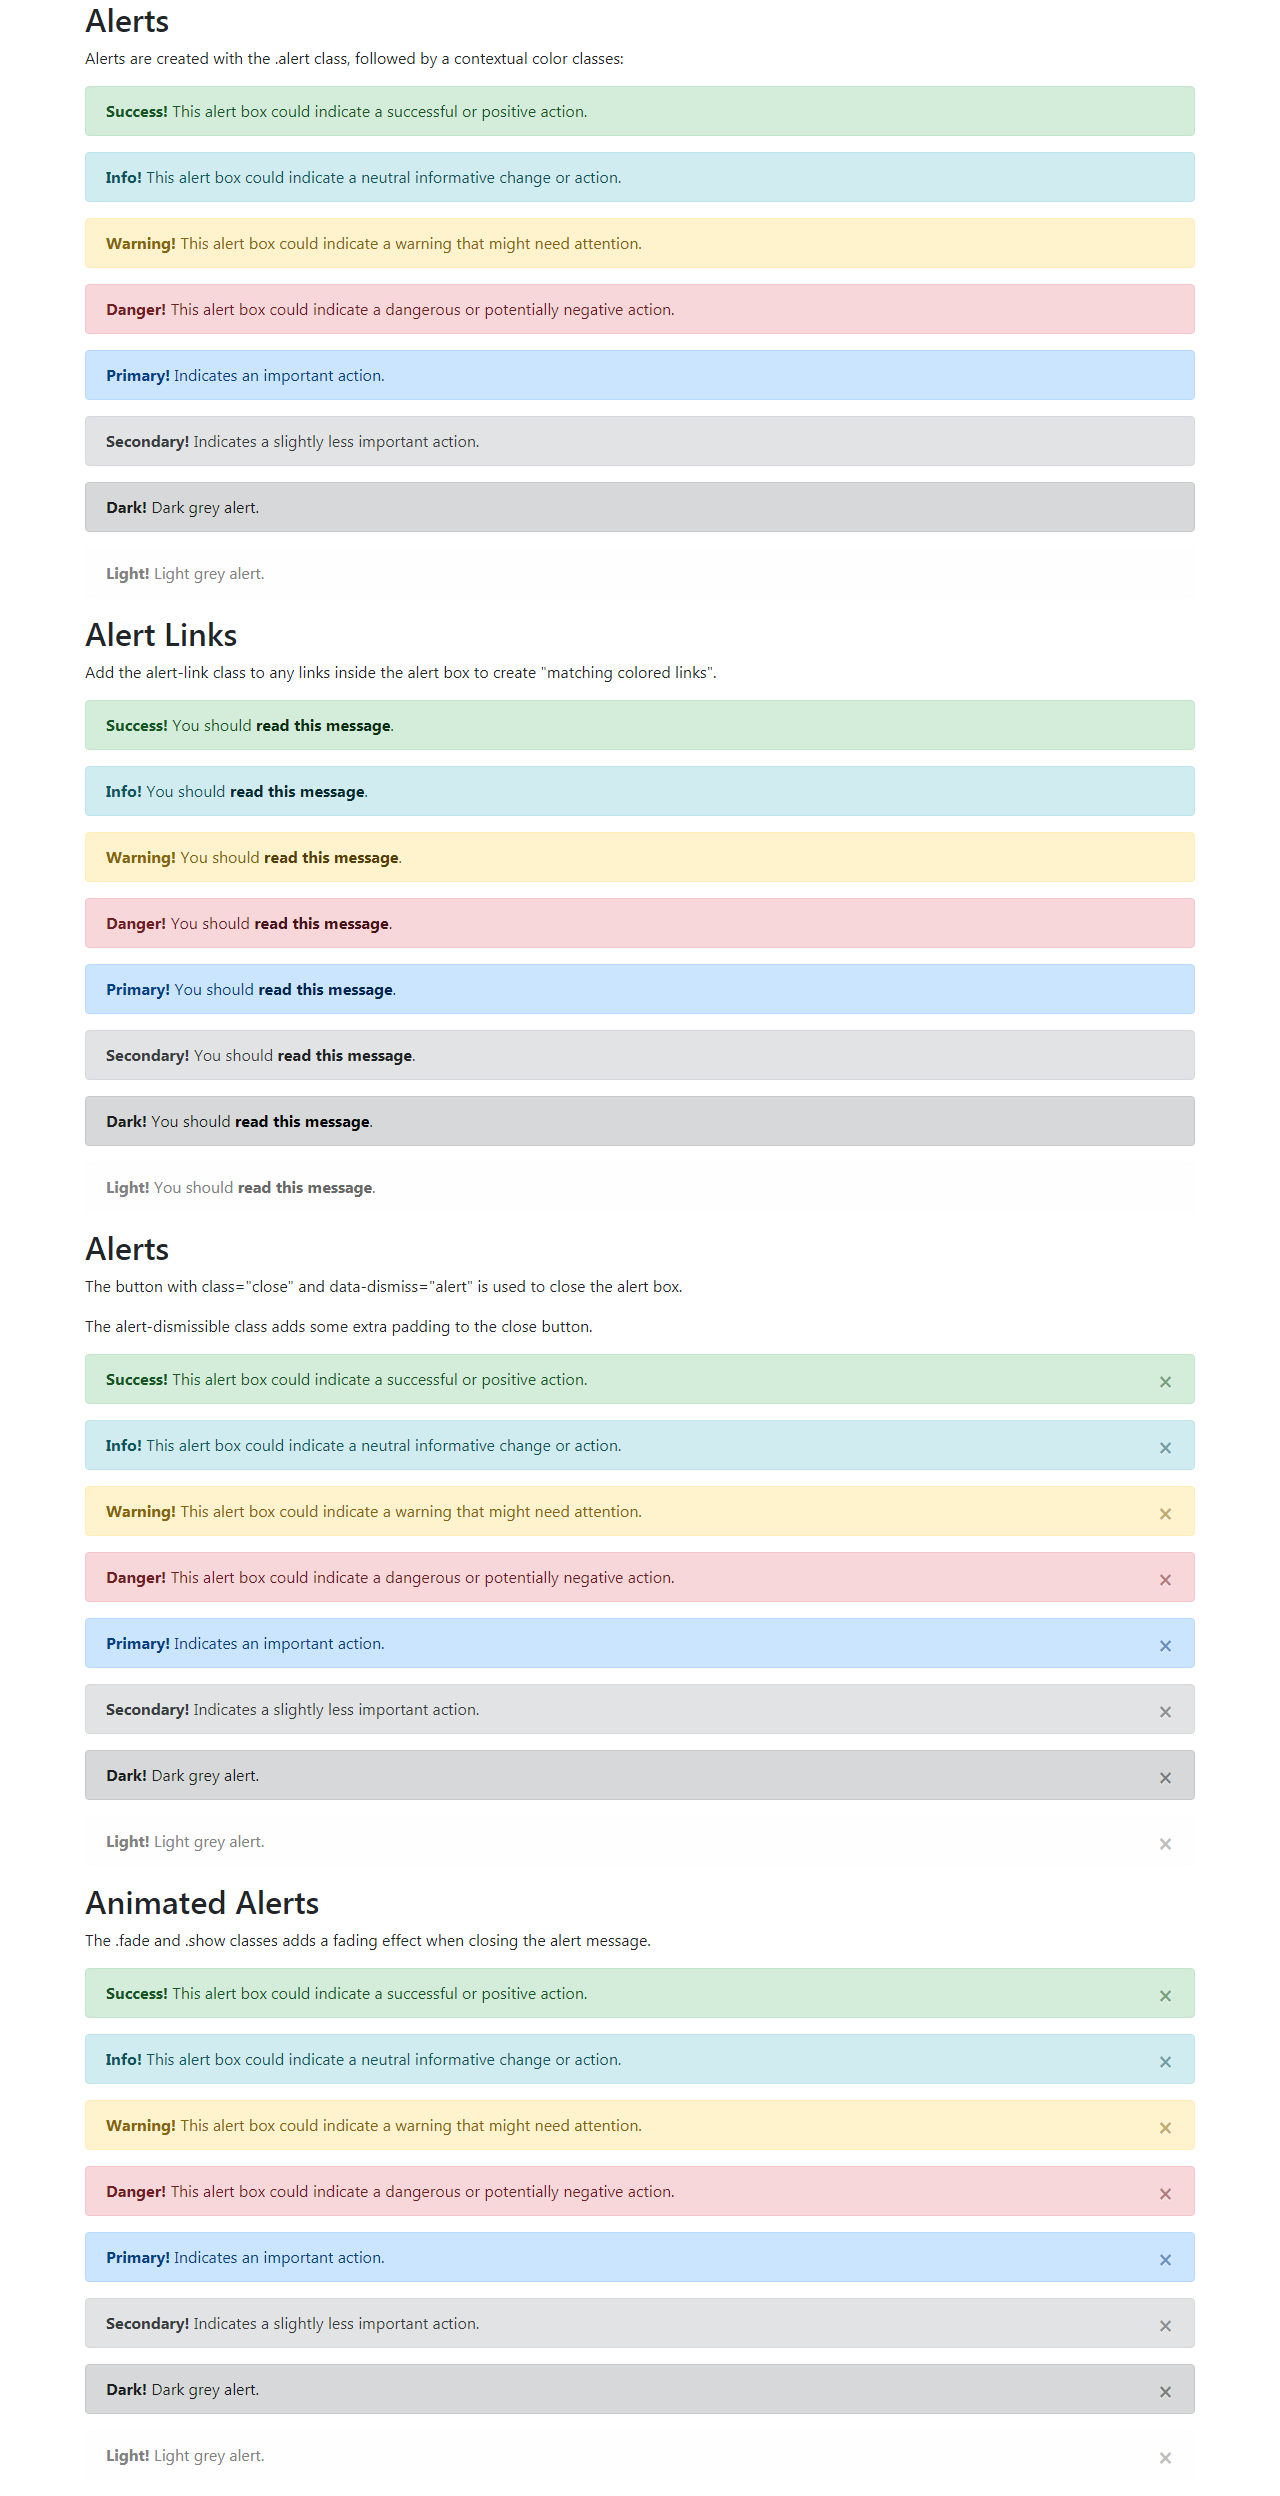 Alerts
Alerts are created with the .alert class, followed by a contextual color classes:
Success! This alert box could indicate a successful or positive action.
Info! This alert box could indicate a neutral informative change or action.
Warning! This alert box could indicate a warning that might need attention.
Danger! This alert box could indicate a dangerous or potentially negative action.
Primary! Indicates an important action.
Secondary! Indicates a slightly less important action.
Dark! Dark grey alert.
Light! Light grey alert.
Alert Links
Add the alert-link class to any links inside the alert box to create "matching colored links".
Success! You should read this message.
Info! You should read this message.
Warning! You should read this message.
Danger! You should read this message.
Primary! You should read this message.
Secondary! You should read this message.
Dark! You should read this message.
Light! You should read this message.
Alerts
The button with class="close" and data-dismiss="alert" is used to close the alert box.
The alert-dismissible class adds some extra padding to the close button.
Success! This alert box could indicate a successful or positive action. ×
Info! This alert box could indicate a neutral informative change or action. ×
Warning! This alert box could indicate a warning that might need attention. ×
Danger! This alert box could indicate a dangerous or potentially negative action. ×
Primary! Indicates an important action. ×
Secondary! Indicates a slightly less important action. ×
Dark! Dark grey alert. ×
Light! Light grey alert. ×
Animated Alerts
The .fade and .show classes adds a fading effect when closing the alert message.
Success! This alert box could indicate a successful or positive action. ×
Info! This alert box could indicate a neutral informative change or action. ×
Warning! This alert box could indicate a warning that might need attention. ×
Danger! This alert box could indicate a dangerous or potentially negative action. ×
Primary! Indicates an important action. ×
Secondary! Indicates a slightly less important action. ×
Dark! Dark grey alert. ×
Light! Light grey alert. ×